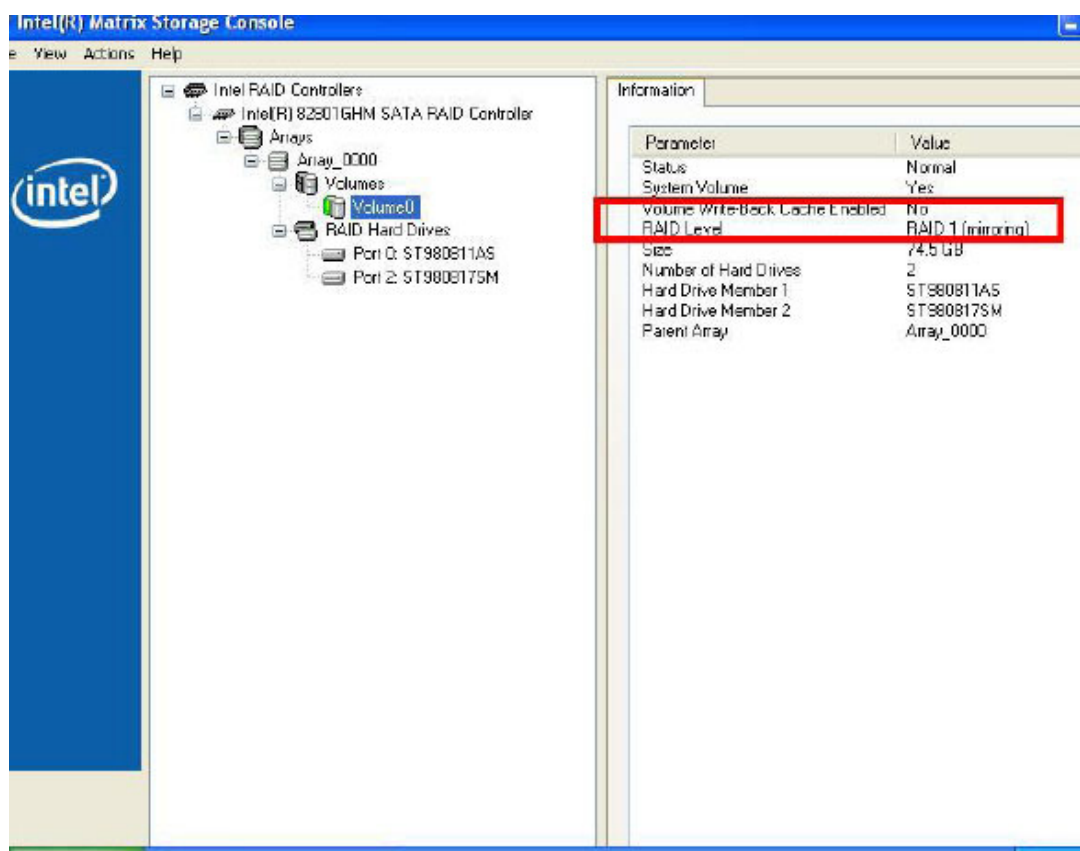 Intel(R) Matrix Storage Console
e View Actions Help
intel
Intel RAID Controllers
Intel(R) 82801GHM SATA RAID Controller
Arrays
Array_0000
Volumes
Volume0
RAID Hard Drives
Port 0: ST980811AS
Port 2: ST980817SM
Information
Parameter Value
Status Normal
System Volume Yes
Volume Write-Back Cache Enabled No
RAID Level RAID 1 (mirroring)
Size 74.5 GB
Number of Hard Drives 2
Hard Drive Member 1 ST980811AS
Hard Drive Member 2 ST980817SM
Parent Array Array_0000